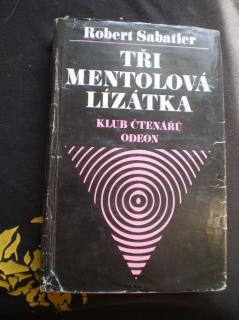 Robert Sabatier
TŘI
MENTOLOVÁ
LÍZÁTKA
KLUB ČTENÁŘŮ
ODEON